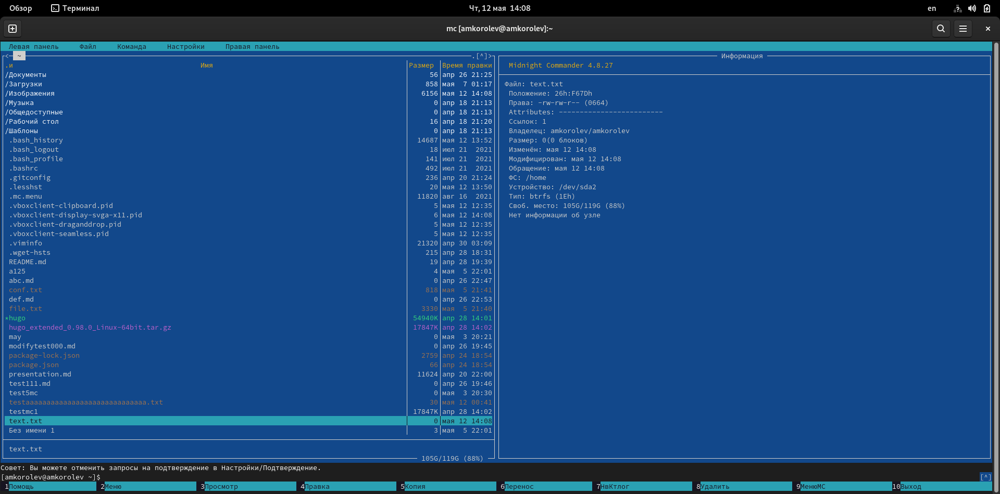 Обзор Терминал Чт, 12 мая 14:08 en
mc [amkorolev@amkorolev]:~
Левая панель Файл Команда Настройки Правая панель
<─ ~ .[^]> Информация
.и Имя Размер Время правки Midnight Commander 4.8.27
/Документы 56 апр 26 21:25
/Загрузки 858 мая 7 01:17 Файл: text.txt
/Изображения 6156 мая 12 14:08 Положение: 26h:F67Dh
/Музыка 0 апр 18 21:13 Права: -rw-rw-r-- (0664)
/Общедоступные 0 апр 18 21:13 Attributes: -------------------------
/Рабочий стол 16 апр 18 21:20 Ссылок: 1
/Шаблоны 0 апр 18 21:13 Владелец: amkorolev/amkorolev
.bash_history 14687 мая 12 13:52 Размер: 0(0 блоков)
.bash_logout 18 июл 21 2021 Изменён: мая 12 14:08
.bash_profile 141 июл 21 2021 Модифицирован: мая 12 14:08
.bashrc 492 июл 21 2021 Обращение: мая 12 14:08
.gitconfig 236 апр 20 21:24 ФС: /home
.lesshst 20 мая 12 13:50 Устройство: /dev/sda2
.mc.menu 11820 авг 16 2021 Тип: btrfs (1Eh)
.vboxclient-clipboard.pid 5 мая 12 12:35 Своб. место: 105G/119G (88%)
.vboxclient-display-svga-x11.pid 6 мая 12 14:08 Нет информации об узле
.vboxclient-draganddrop.pid 5 мая 12 12:35
.vboxclient-seamless.pid 5 мая 12 12:35
.viminfo 21320 апр 30 03:09
.wget-hsts 215 апр 28 18:31
README.md 19 апр 28 19:39
a125 4 мая 5 22:01
abc.md 0 апр 26 22:47
conf.txt 818 мая 5 21:41
def.md 0 апр 26 22:53
file.txt 3330 мая 5 21:40
*hugo 54940K апр 28 14:01
hugo_extended_0.98.0_Linux-64bit.tar.gz 17847K апр 28 14:02
may 0 мая 3 20:21
modifytest000.md 0 апр 26 19:45
package-lock.json 2759 апр 24 18:54
package.json 66 апр 24 18:54
presentation.md 11624 апр 20 22:00
test111.md 0 апр 26 19:46
test5mc 0 мая 3 20:30
testaaaaaaaaaaaaaaaaaaaaaaaaaaaaa.txt 30 мая 12 00:41
testmc1 17847K апр 28 14:02
text.txt 0 мая 12 14:08
Без имени 1 3 мая 5 22:01
text.txt
105G/119G (88%)
Совет: Вы можете отменить запросы на подтверждение в Настройки/Подтверждение.
[amkorolev@amkorolev ~]$ [^]
1Помощь 2Меню 3Просмотр 4Правка 5Копия 6Перенос 7НвКтлог 8Удалить 9МенюМС 10Выход